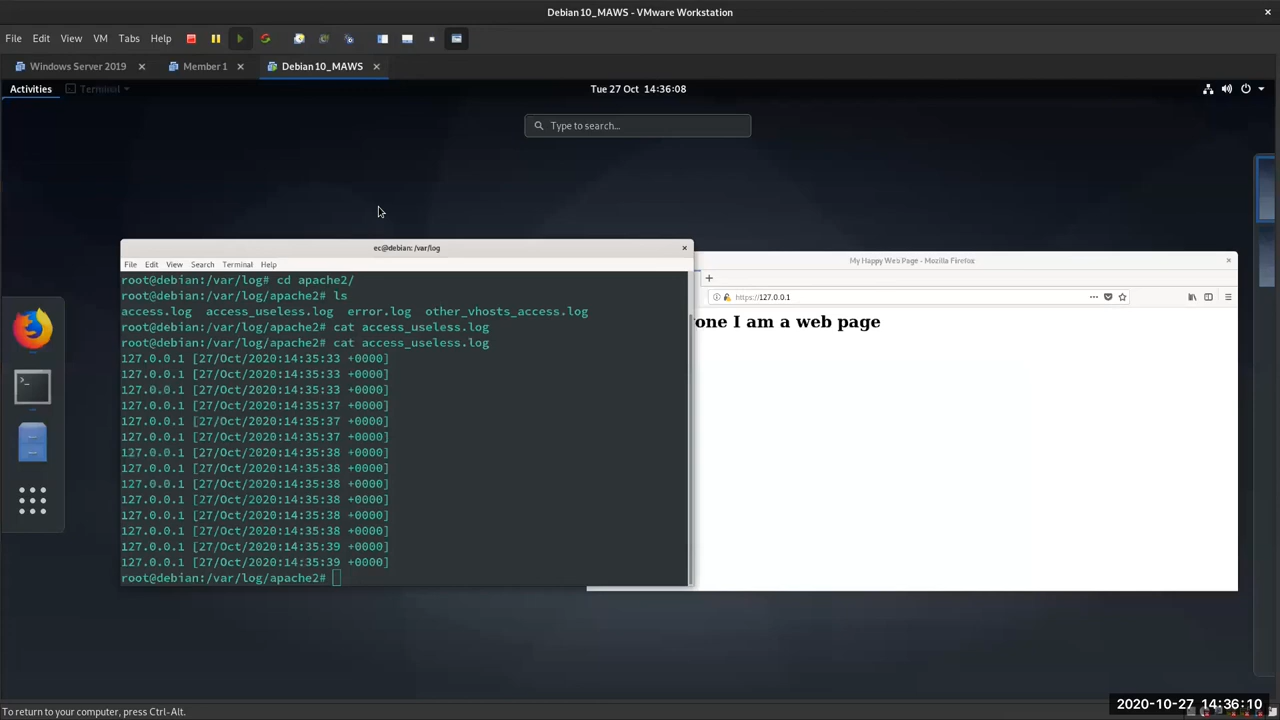 Debian10_MAWS - VMware Workstation
File Edit View VM Tabs Help
Windows Server 2019 Member 1 Debian10_MAWS
Activities Terminal Tue 27 Oct 14:36:08
Type to search...
ec@debian: /var/log
File Edit View Search Terminal Help
root@debian:/var/log# cd apache2/
root@debian:/var/log/apache2# ls
access.log access_useless.log error.log other_vhosts_access.log
root@debian:/var/log/apache2# cat access_useless.log
root@debian:/var/log/apache2# cat access_useless.log
127.0.0.1 [27/Oct/2020:14:35:33 +0000]
127.0.0.1 [27/Oct/2020:14:35:33 +0000]
127.0.0.1 [27/Oct/2020:14:35:33 +0000]
127.0.0.1 [27/Oct/2020:14:35:37 +0000]
127.0.0.1 [27/Oct/2020:14:35:37 +0000]
127.0.0.1 [27/Oct/2020:14:35:37 +0000]
127.0.0.1 [27/Oct/2020:14:35:38 +0000]
127.0.0.1 [27/Oct/2020:14:35:38 +0000]
127.0.0.1 [27/Oct/2020:14:35:38 +0000]
127.0.0.1 [27/Oct/2020:14:35:38 +0000]
127.0.0.1 [27/Oct/2020:14:35:38 +0000]
127.0.0.1 [27/Oct/2020:14:35:38 +0000]
127.0.0.1 [27/Oct/2020:14:35:39 +0000]
127.0.0.1 [27/Oct/2020:14:35:39 +0000]
root@debian:/var/log/apache2#
My Happy Web Page - Mozilla Firefox
https://127.0.0.1
one I am a web page
To return to your computer, press Ctrl-Alt.
2020-10-27 14:36:10